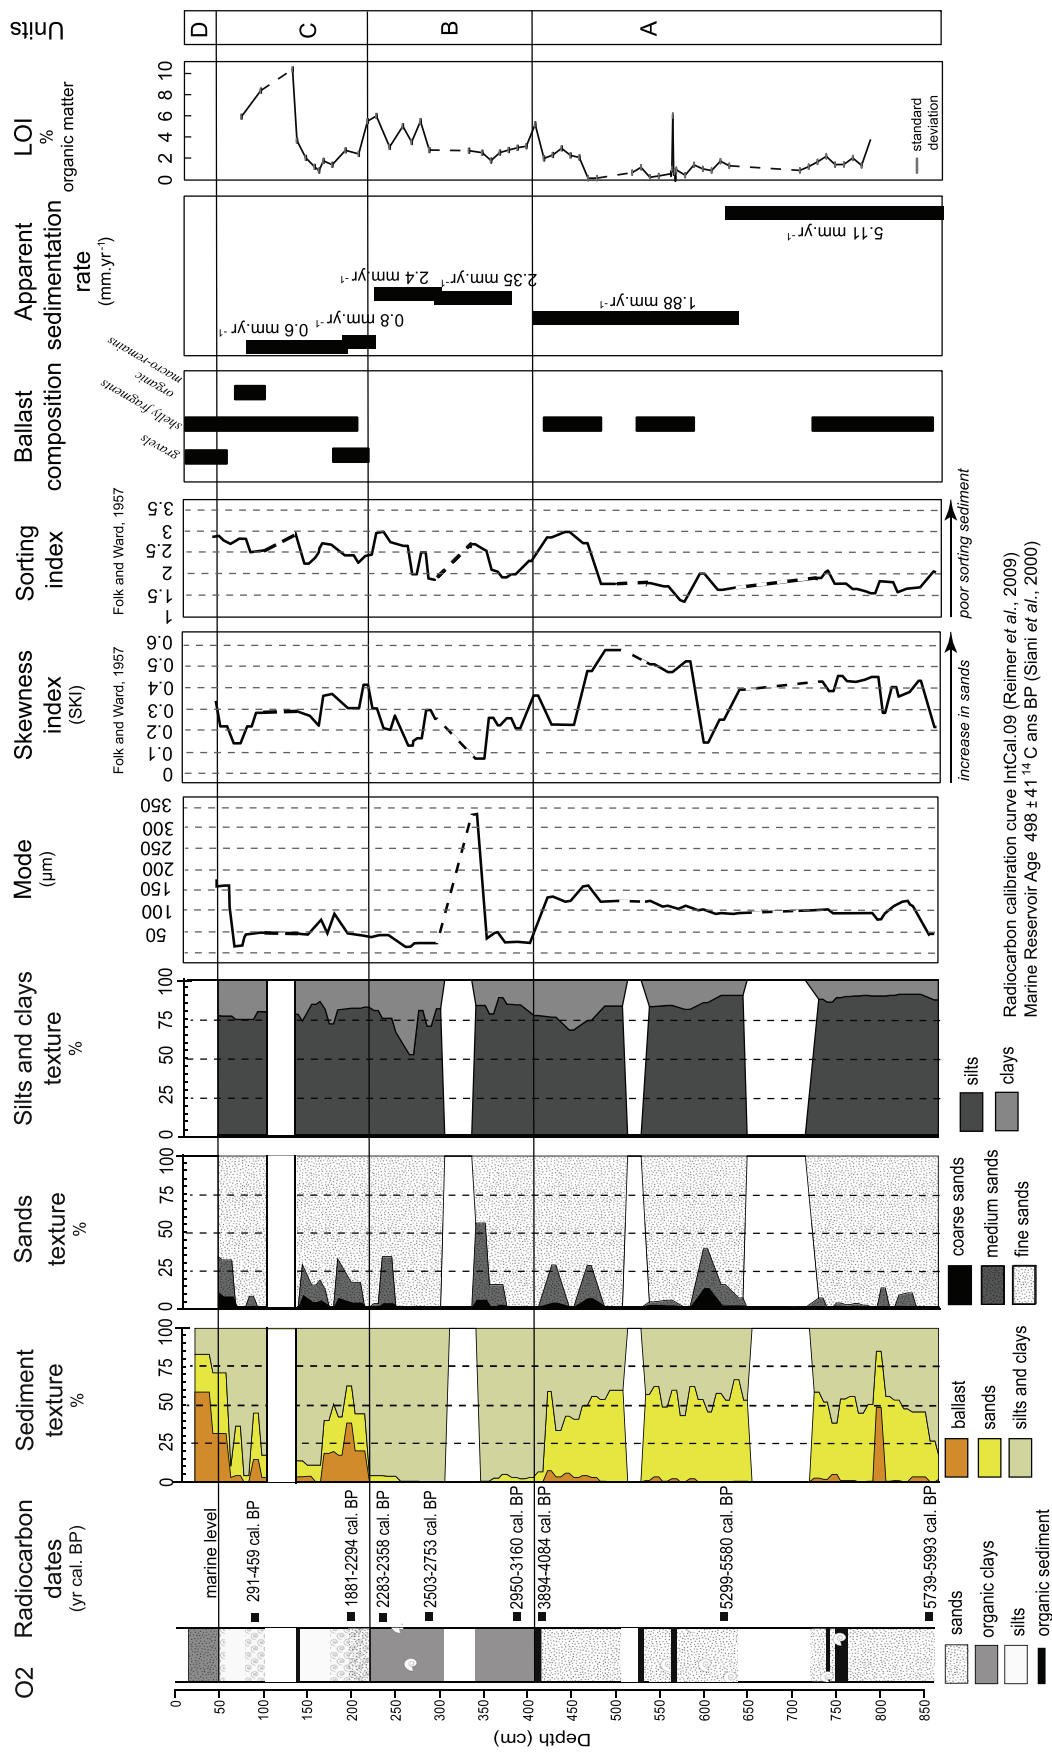 O2
Radiocarbon dates
(yr cal. BP)
Sediment texture
%
Sands texture
%
Silts and clays texture
%
Mode
(µm)
Skewness index
(SKI)
Folk and Ward, 1957
Sorting index
Folk and Ward, 1957
Ballast composition
Apparent sedimentation rate
(mm.yr-1)
LOI
%
organic matter
Units
Depth (cm)
0
50
100
150
200
250
300
350
400
450
500
550
600
650
700
750
800
850
marine level
291-459 cal. BP
1881-2294 cal. BP
2283-2358 cal. BP
2503-2753 cal. BP
2950-3160 cal. BP
3894-4084 cal. BP
5299-5580 cal. BP
5739-5993 cal. BP
0 25 50 75 100
0 25 50 75 100
0 25 50 75 100
50 100 150 200 250 300 350
0 0.1 0.2 0.3 0.4 0.5 0.6
1 1.5 2 2.5 3 3.5
gravels
shelly fragments
organic macro-remains
0.6 mm.yr-1
0.8 mm.yr-1
2.4 mm.yr-1
2.35 mm.yr-1
1.88 mm.yr-1
5.11 mm.yr-1
0 2 4 6 8 10
standard deviation
D
C
B
A
increase in sands
poor sorting sediment
sands
organic clays
silts
organic sediment
ballast
sands
silts and clays
coarse sands
medium sands
fine sands
silts
clays
Radiocarbon calibration curve IntCal.09 (Reimer et al., 2009)
Marine Reservoir Age 498 ± 41 14 C ans BP (Siani et al., 2000)